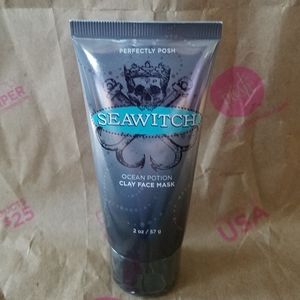 PERFECTLY POSH
SEAWITCH
OCEAN POTION
CLAY FACE MASK
2 oz / 57 g
$25
USA